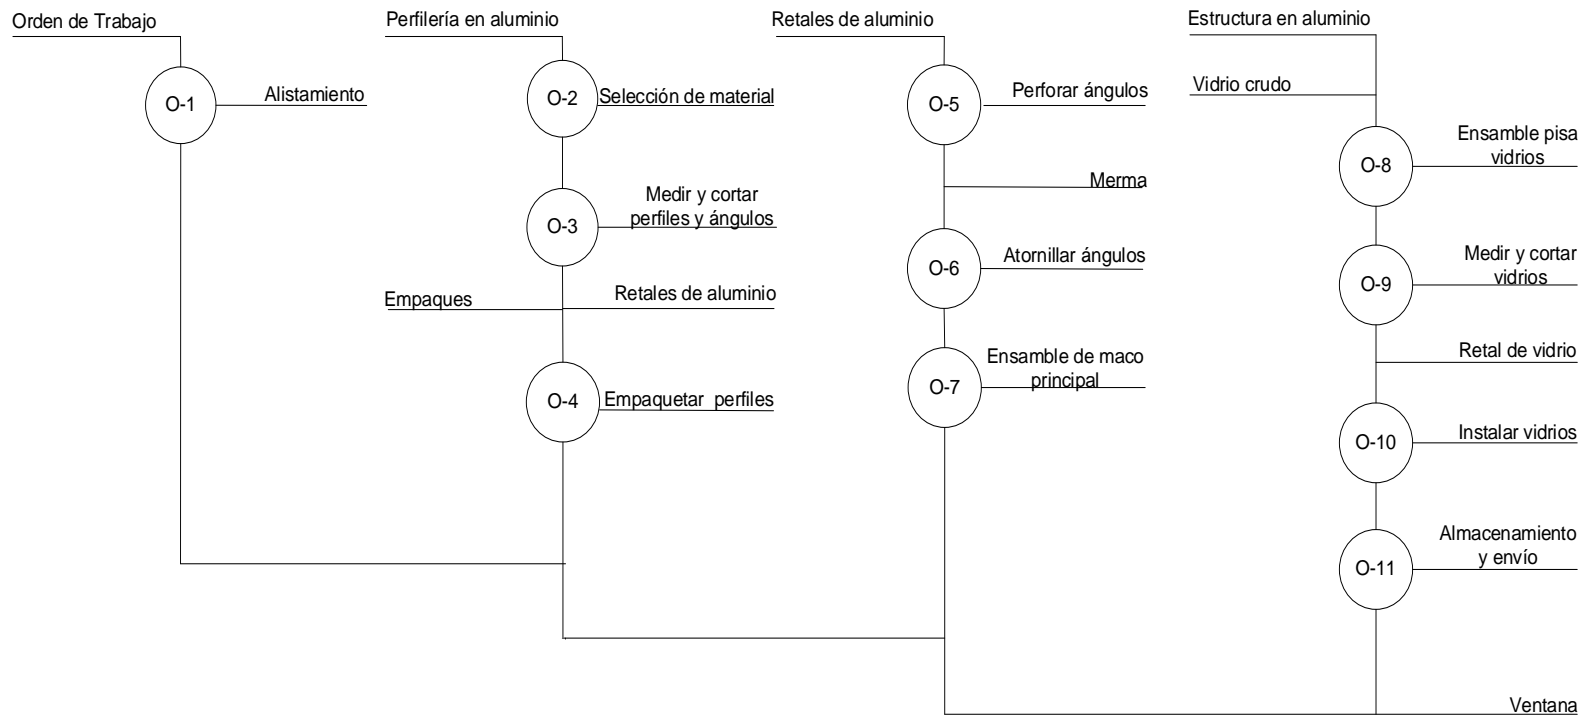 Orden de Trabajo
O-1
Alistamiento
Perfilería en aluminio
O-2
Selección de material
O-3
Medir y cortar
perfiles y ángulos
Empaques
Retales de aluminio
O-4
Empaquetar perfiles
Retales de aluminio
O-5
Perforar ángulos
Merma
O-6
Atornillar ángulos
O-7
Ensamble de maco
principal
Estructura en aluminio
Vidrio crudo
O-8
Ensamble pisa
vidrios
O-9
Medir y cortar
vidrios
Retal de vidrio
O-10
Instalar vidrios
O-11
Almacenamiento
y envío
Ventana